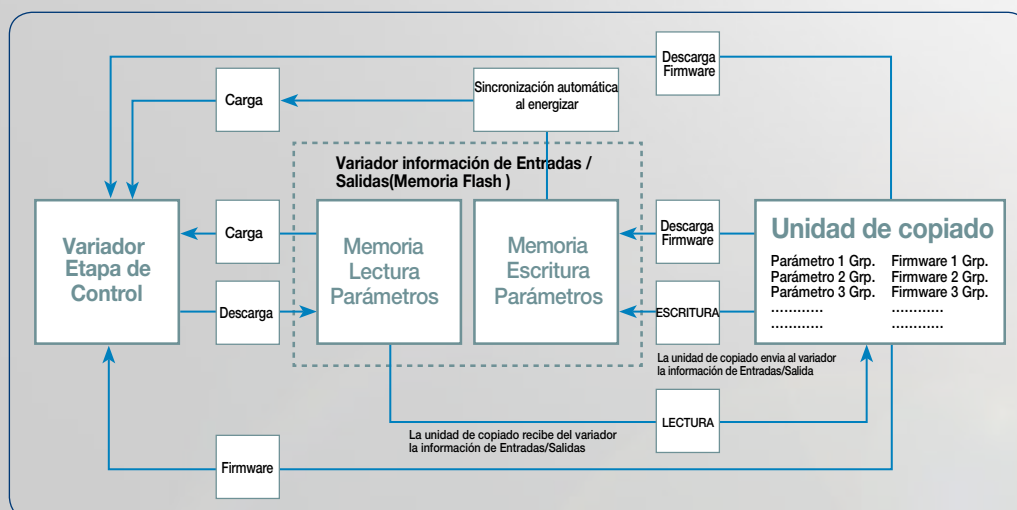 Descarga
Firmware
Sincronización automática
al energizar
Carga
Variador información de Entradas /
Salidas(Memoria Flash )
Variador
Etapa de
Control
Carga
Descarga
Memoria
Lectura
Parámetros
Memoria
Escritura
Parámetros
Descarga
Firmware
ESCRITURA
La unidad de copiado envia al variador
la información de Entradas/Salida
Unidad de copiado
Parámetro 1 Grp. Firmware 1 Grp.
Parámetro 2 Grp. Firmware 2 Grp.
Parámetro 3 Grp. Firmware 3 Grp.
............ ............
............ ............
La unidad de copiado recibe del variador
la información de Entradas/Salidas
LECTURA
Firmware